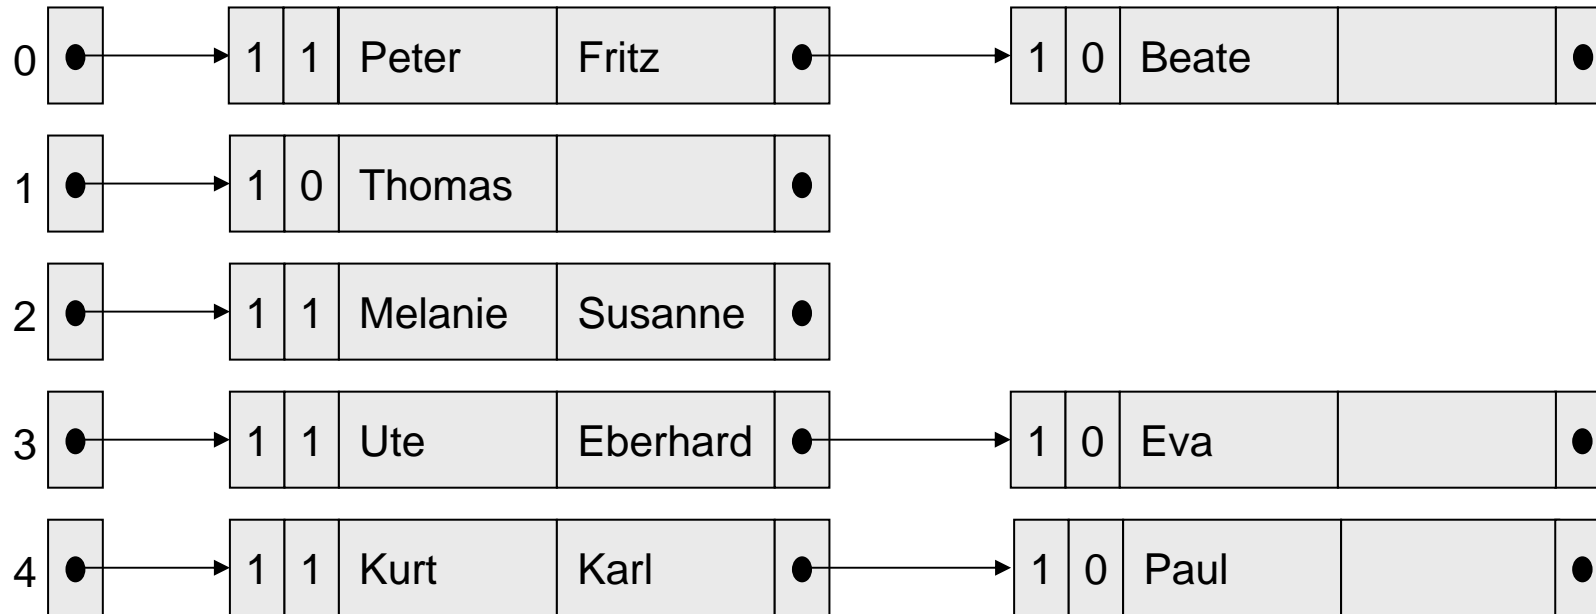 0 1 1 Peter Fritz 1 0 Beate
1 1 0 Thomas
2 1 1 Melanie Susanne
3 1 1 Ute Eberhard 1 0 Eva
4 1 1 Kurt Karl 1 0 Paul